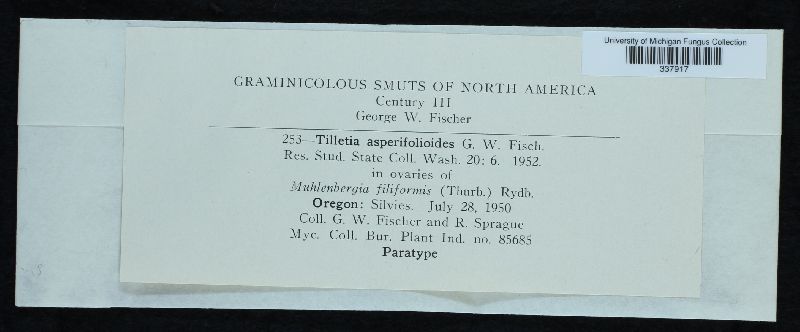 University of Michigan Fungus Collection
337917
GRAMINICOLOUS SMUTS OF NORTH AMERICA
Century III
George W. Fischer
253—Tilletia asperifolioides G. W. Fisch.
Res. Stud. State Coll. Wash. 20: 6. 1952.
in ovaries of
Muhlenbergia filiformis (Thurb.) Rydb.
Oregon: Silvies. July 28, 1950
Coll. G. W. Fischer and R. Sprague
Myc. Coll. Bur. Plant Ind. no. 85685
Paratype